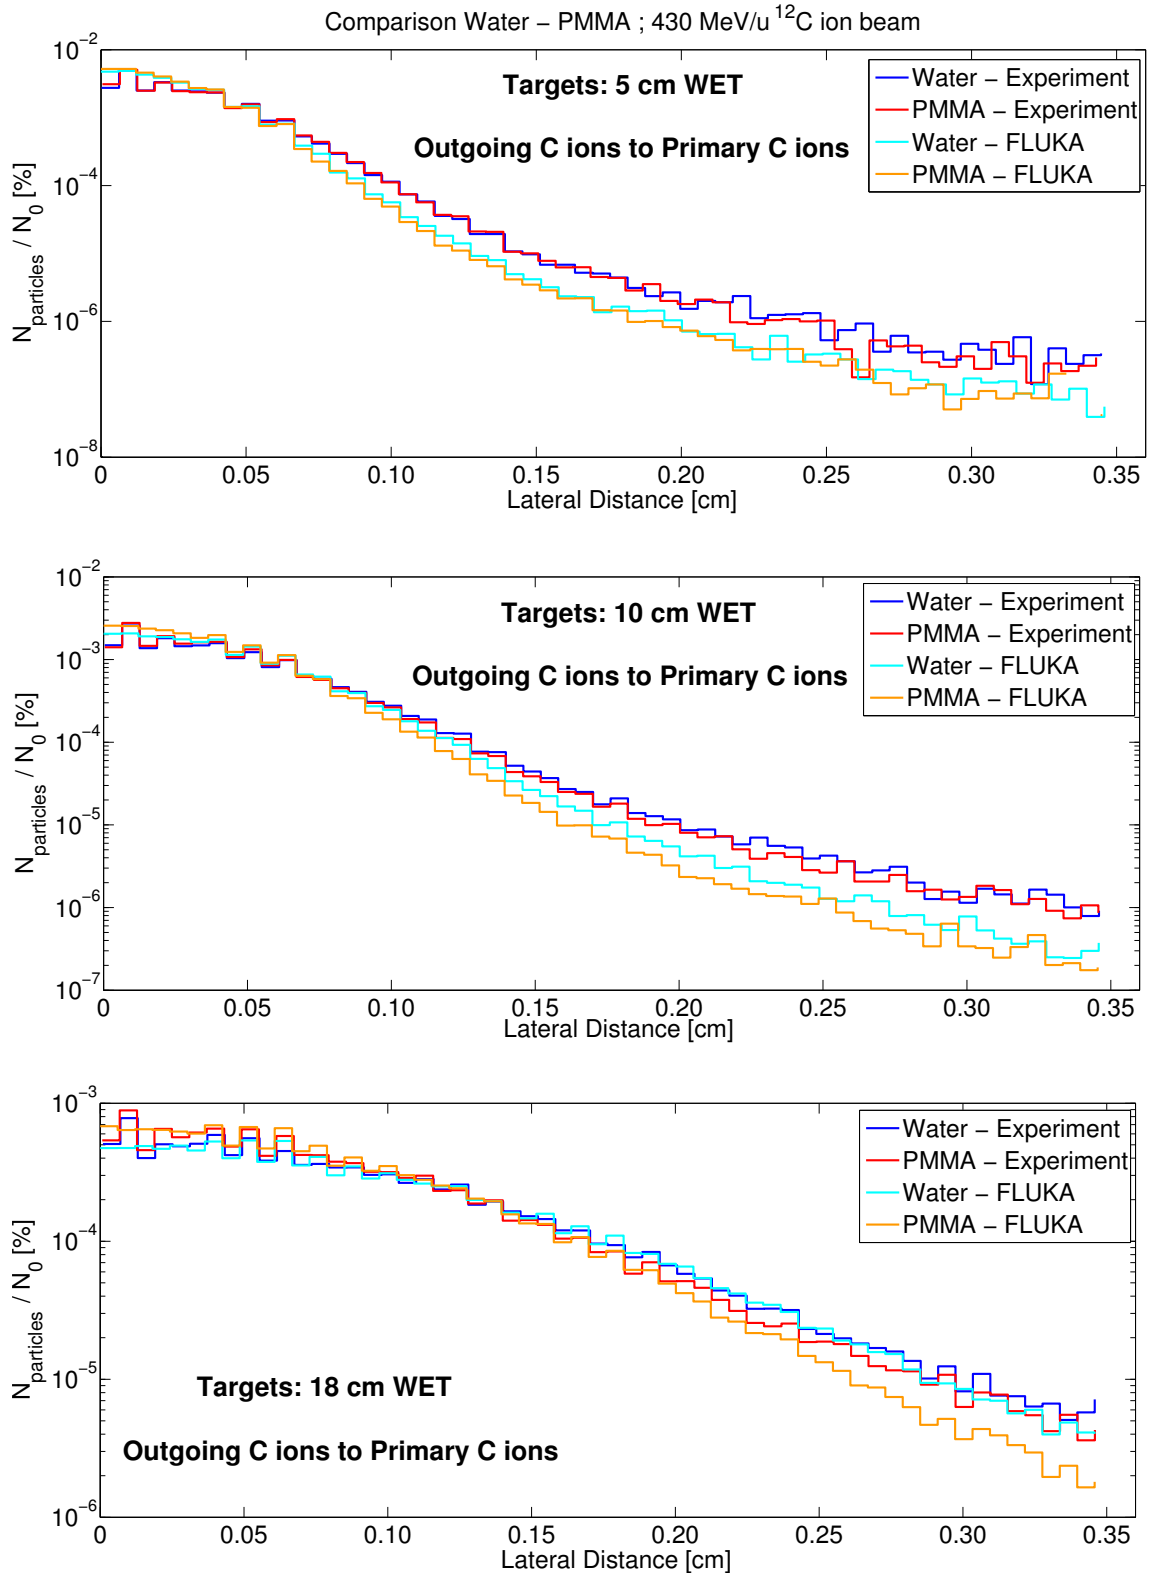 Comparison Water – PMMA ; 430 MeV/u ¹²C ion beam
Targets: 5 cm WET
Outgoing C ions to Primary C ions
Water – Experiment
PMMA – Experiment
Water – FLUKA
PMMA – FLUKA
N_particles / N_0 [%]
10⁻²
10⁻⁴
10⁻⁶
10⁻⁸
0 0.05 0.10 0.15 0.20 0.25 0.30 0.35
Lateral Distance [cm]
Targets: 10 cm WET
Outgoing C ions to Primary C ions
Water – Experiment
PMMA – Experiment
Water – FLUKA
PMMA – FLUKA
N_particles / N_0 [%]
10⁻²
10⁻³
10⁻⁴
10⁻⁵
10⁻⁶
10⁻⁷
0 0.05 0.10 0.15 0.20 0.25 0.30 0.35
Lateral Distance [cm]
Water – Experiment
PMMA – Experiment
Water – FLUKA
PMMA – FLUKA
Targets: 18 cm WET
Outgoing C ions to Primary C ions
N_particles / N_0 [%]
10⁻³
10⁻⁴
10⁻⁵
10⁻⁶
0 0.05 0.10 0.15 0.20 0.25 0.30 0.35
Lateral Distance [cm]